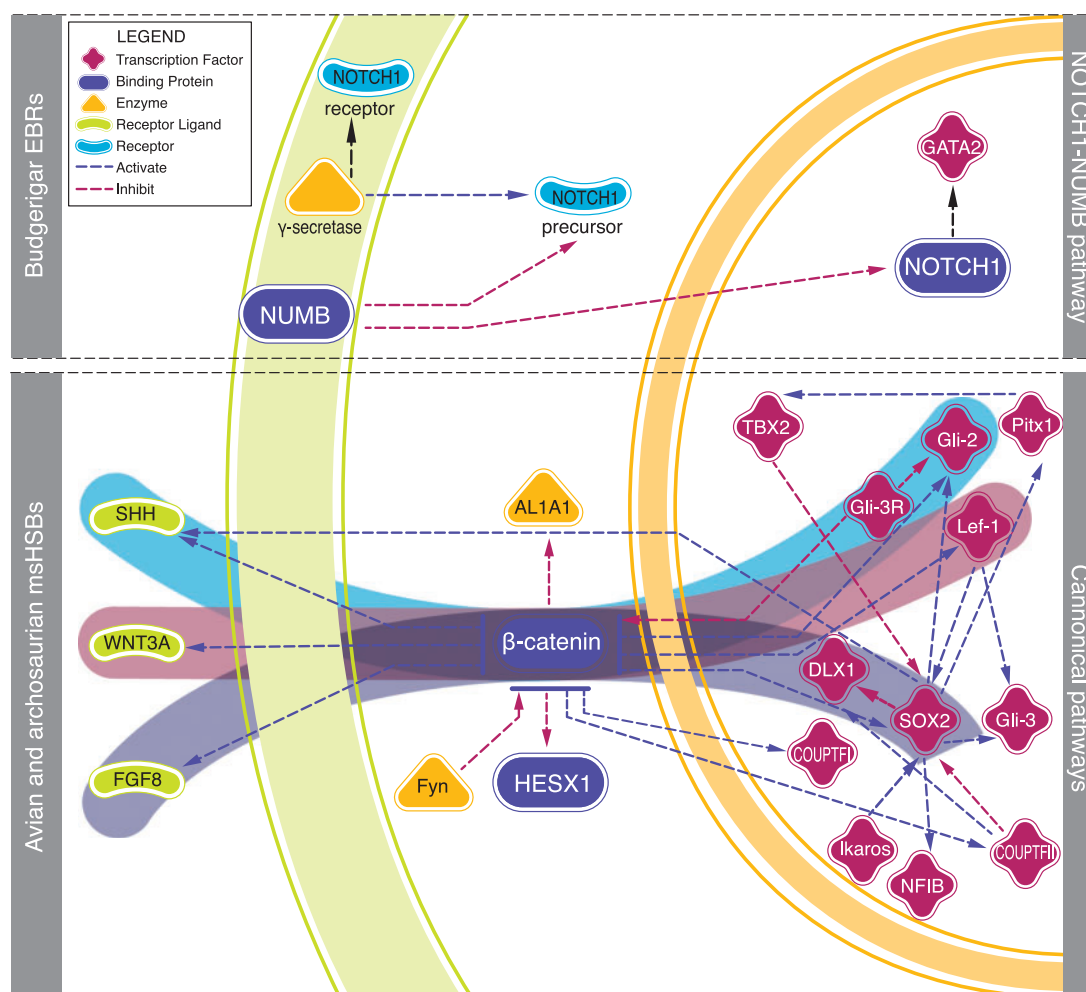 Budgerigar EBRs
LEGEND
Transcription Factor
Binding Protein
Enzyme
Receptor Ligand
Receptor
Activate
Inhibit
NOTCH1
receptor
γ-secretase
NOTCH1
precursor
NUMB
GATA2
NOTCH1
NOTCH1-NUMB pathway
Avian and archosaurian msHSBs
SHH
WNT3A
FGF8
AL1A1
β-catenin
Fyn
HESX1
TBX2
Gli-2
Pitx1
Gli-3R
Lef-1
DLX1
SOX2
Gli-3
COUPTFI
Ikaros
NFIB
COUPTFII
Cannonical pathways